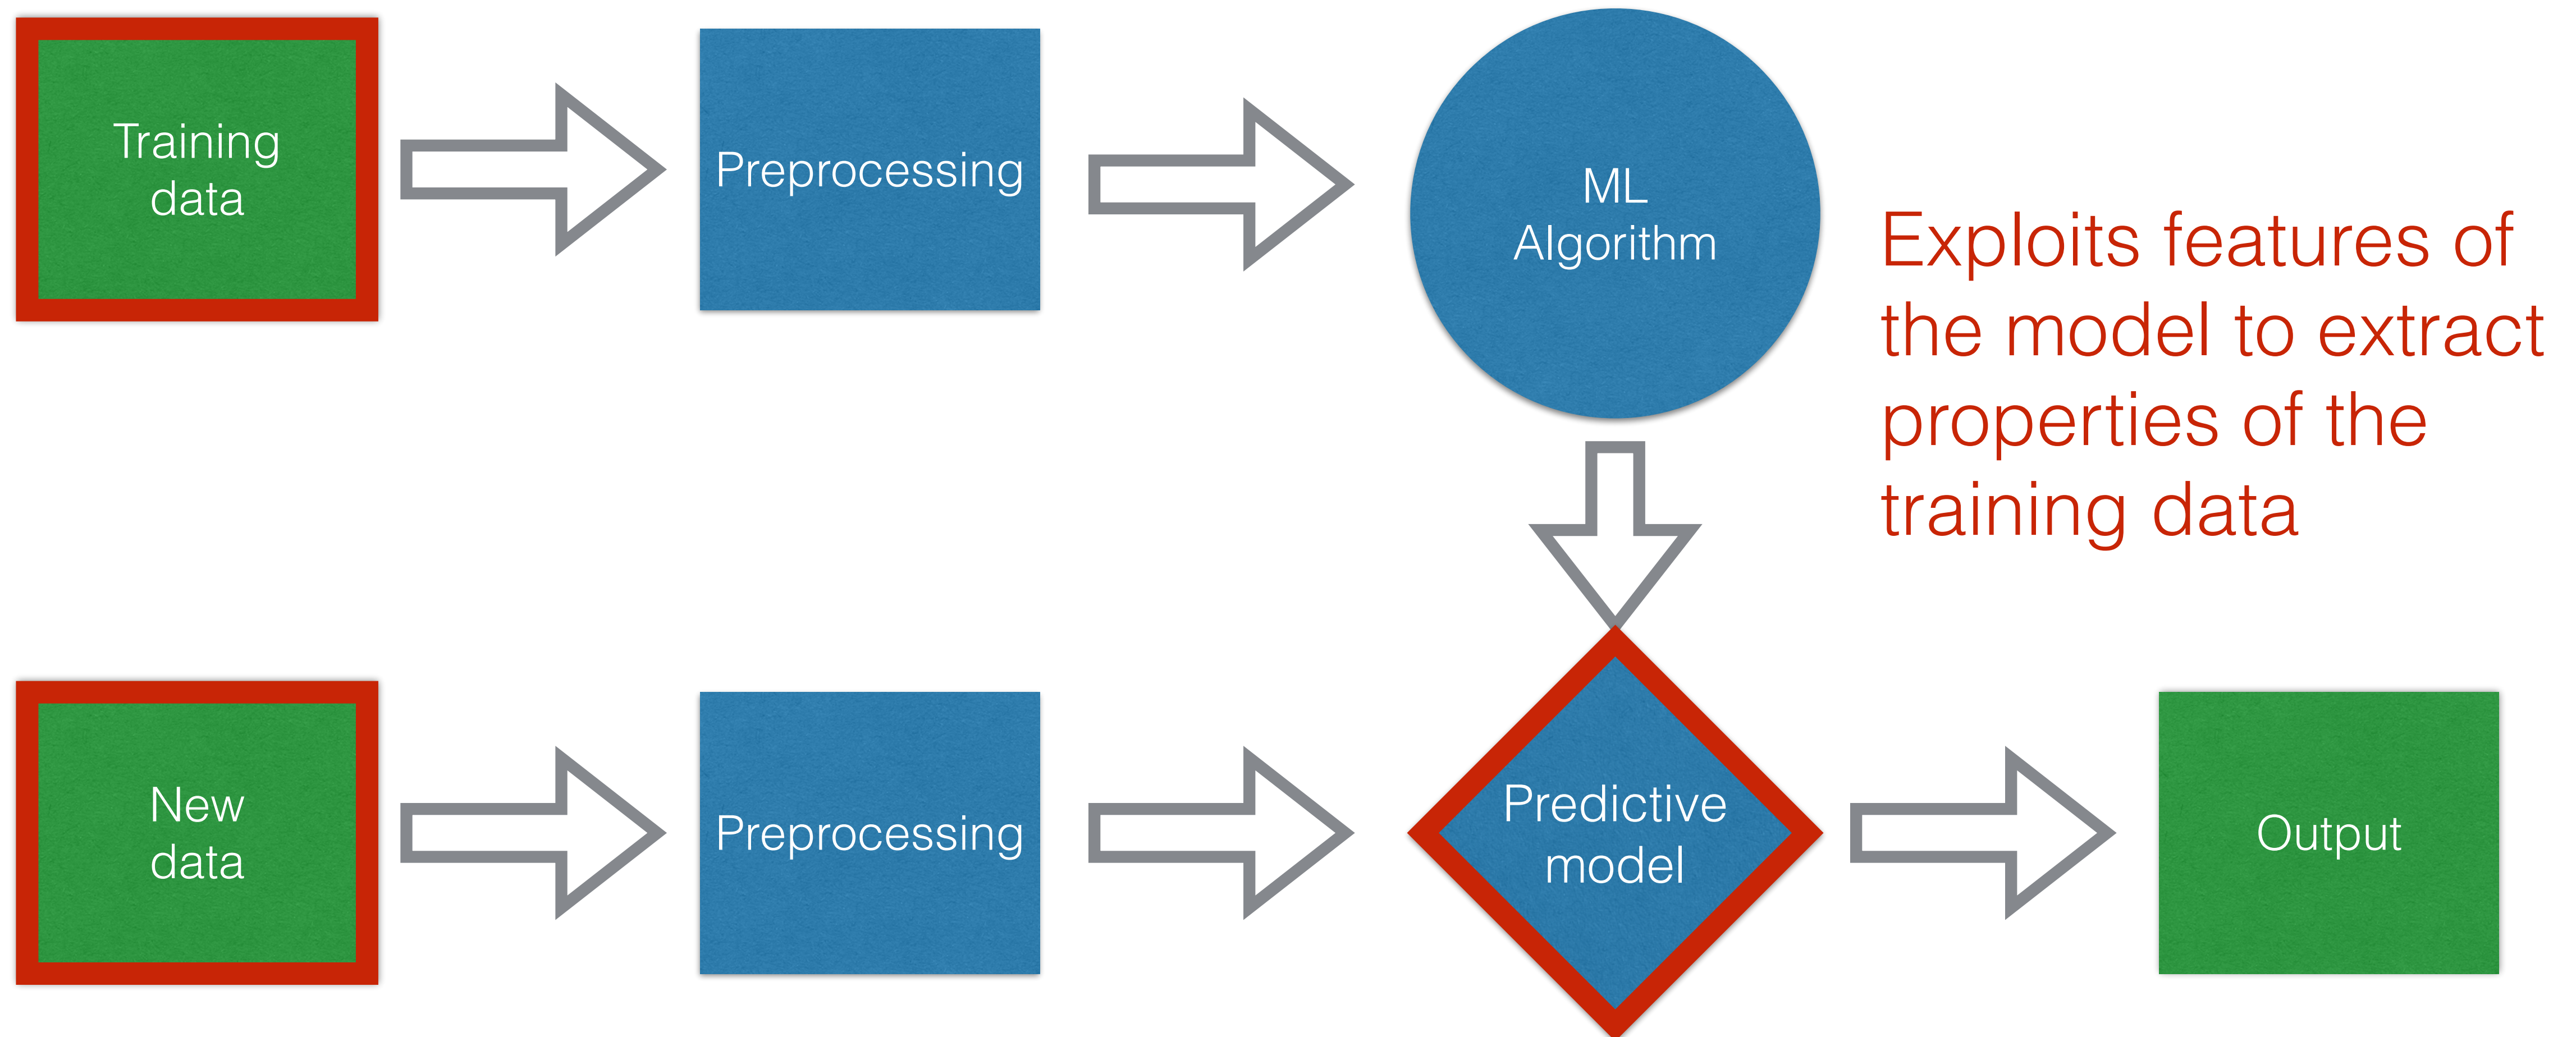 Training
data
Preprocessing
ML
Algorithm
Exploits features of
the model to extract
properties of the
training data
New
data
Preprocessing
Predictive
model
Output